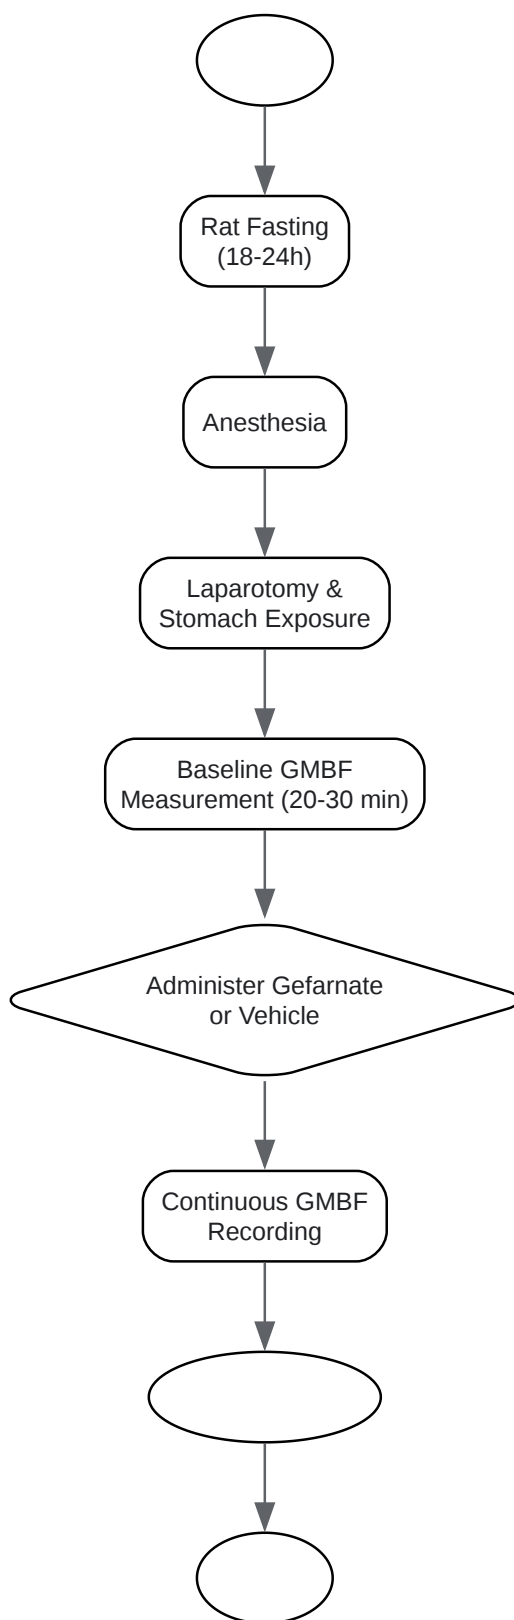 Rat Fasting
(18-24h)
Anesthesia
Laparotomy &
Stomach Exposure
Baseline GMBF
Measurement (20-30 min)
Administer Gefarnate
or Vehicle
Continuous GMBF
Recording